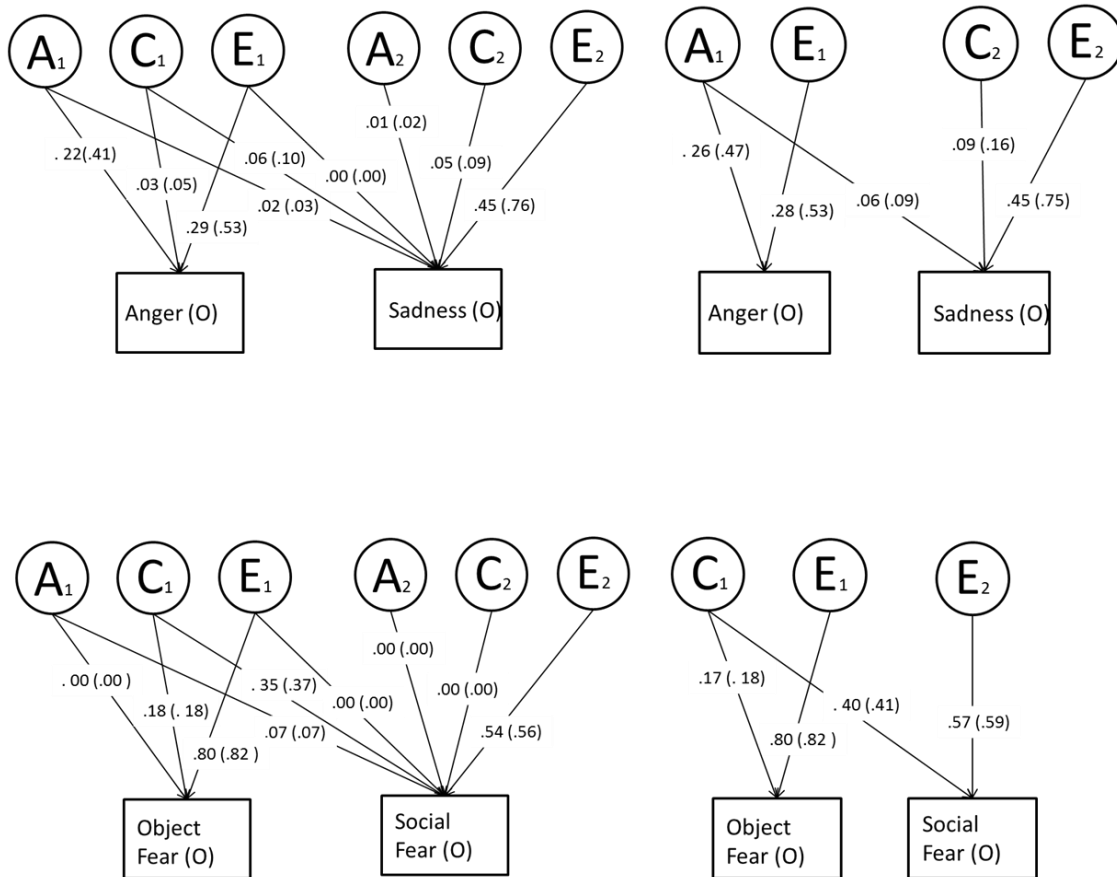 A1 C1 E1 A2 C2 E2 A1 E1 C2 E2
.01 (.02)
. 22(.41) .06 (.10) .05 (.09) . 26 (.47) .09 (.16)
.03 (.05) .00 (.00) .45 (.76) .06 (.09) .45 (.75)
.02 (.03) .28 (.53)
.29 (.53)
Anger (O) Sadness (O) Anger (O) Sadness (O)
A1 C1 E1 A2 C2 E2 C1 E1 E2
.00 (.00)
. 00 (.00 ) . 35 (.37) .17 (. 18) . 40 (.41)
.18 (. 18) .00 (.00) .00 (.00) .57 (.59)
.07 (.07) .54 (.56)
.80 (.82 ) .80 (.82 )
Object Social Object Social
Fear (O) Fear (O) Fear (O) Fear (O)